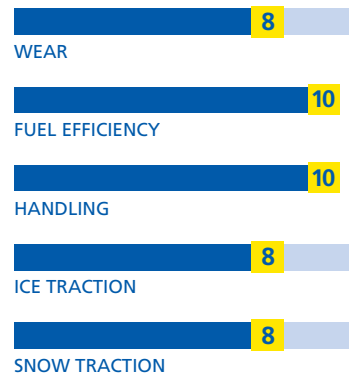 8
WEAR
10
FUEL EFFICIENCY
10
HANDLING
8
ICE TRACTION
8
SNOW TRACTION